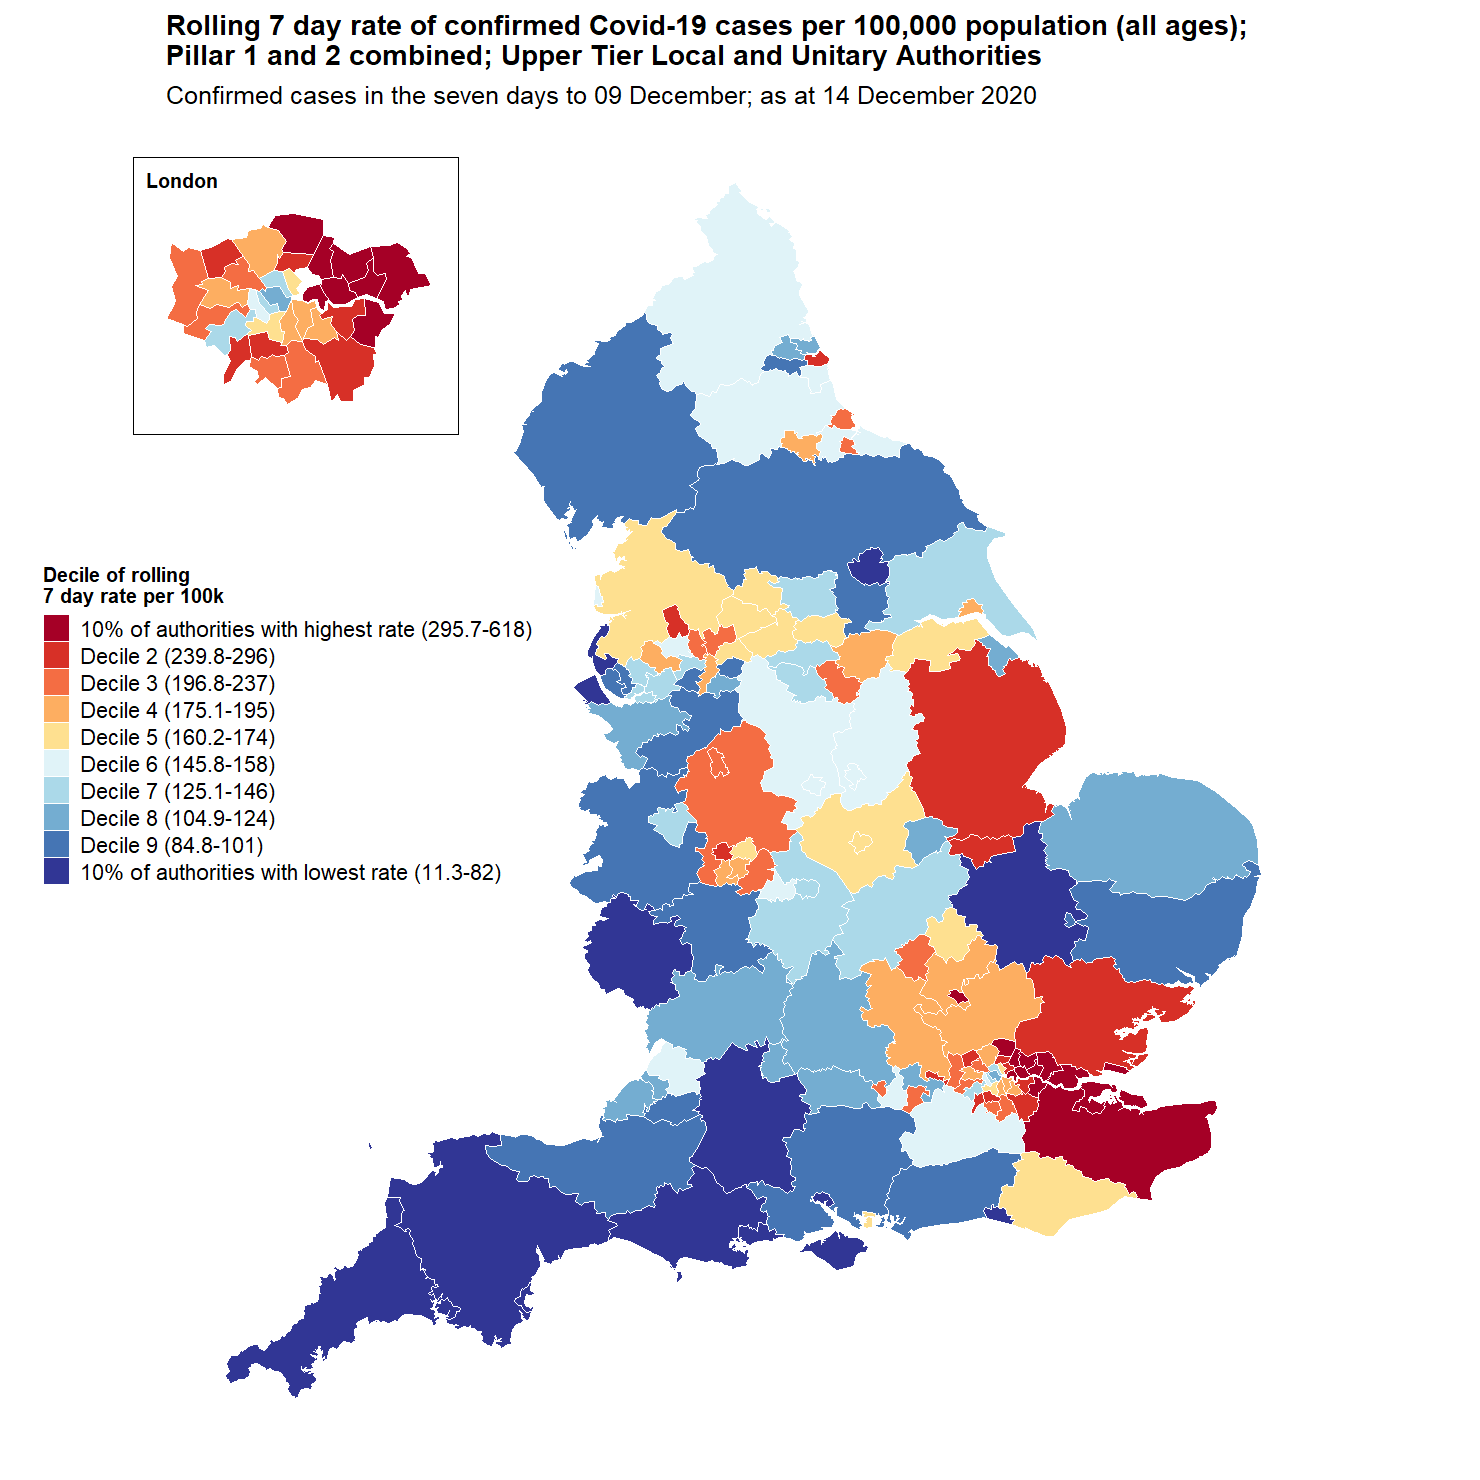 Rolling 7 day rate of confirmed Covid-19 cases per 100,000 population (all ages);
Pillar 1 and 2 combined; Upper Tier Local and Unitary Authorities
Confirmed cases in the seven days to 09 December; as at 14 December 2020
London
Decile of rolling
7 day rate per 100k
10% of authorities with highest rate (295.7-618)
Decile 2 (239.8-296)
Decile 3 (196.8-237)
Decile 4 (175.1-195)
Decile 5 (160.2-174)
Decile 6 (145.8-158)
Decile 7 (125.1-146)
Decile 8 (104.9-124)
Decile 9 (84.8-101)
10% of authorities with lowest rate (11.3-82)